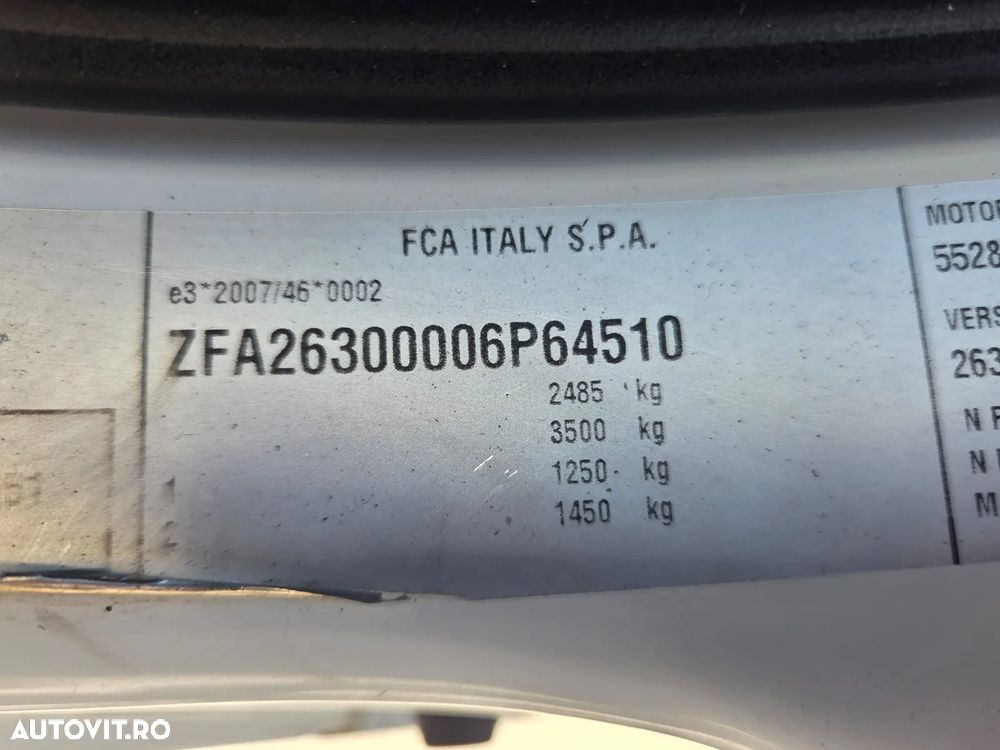 FCA ITALY S.P.A.
e3*2007/46*0002
ZFA26300006P64510
2485 kg
3500 kg
1 1250 kg
2 1450 kg
MOTOR
5528
VERS
263
N
N
M
AUTOVIT.RO